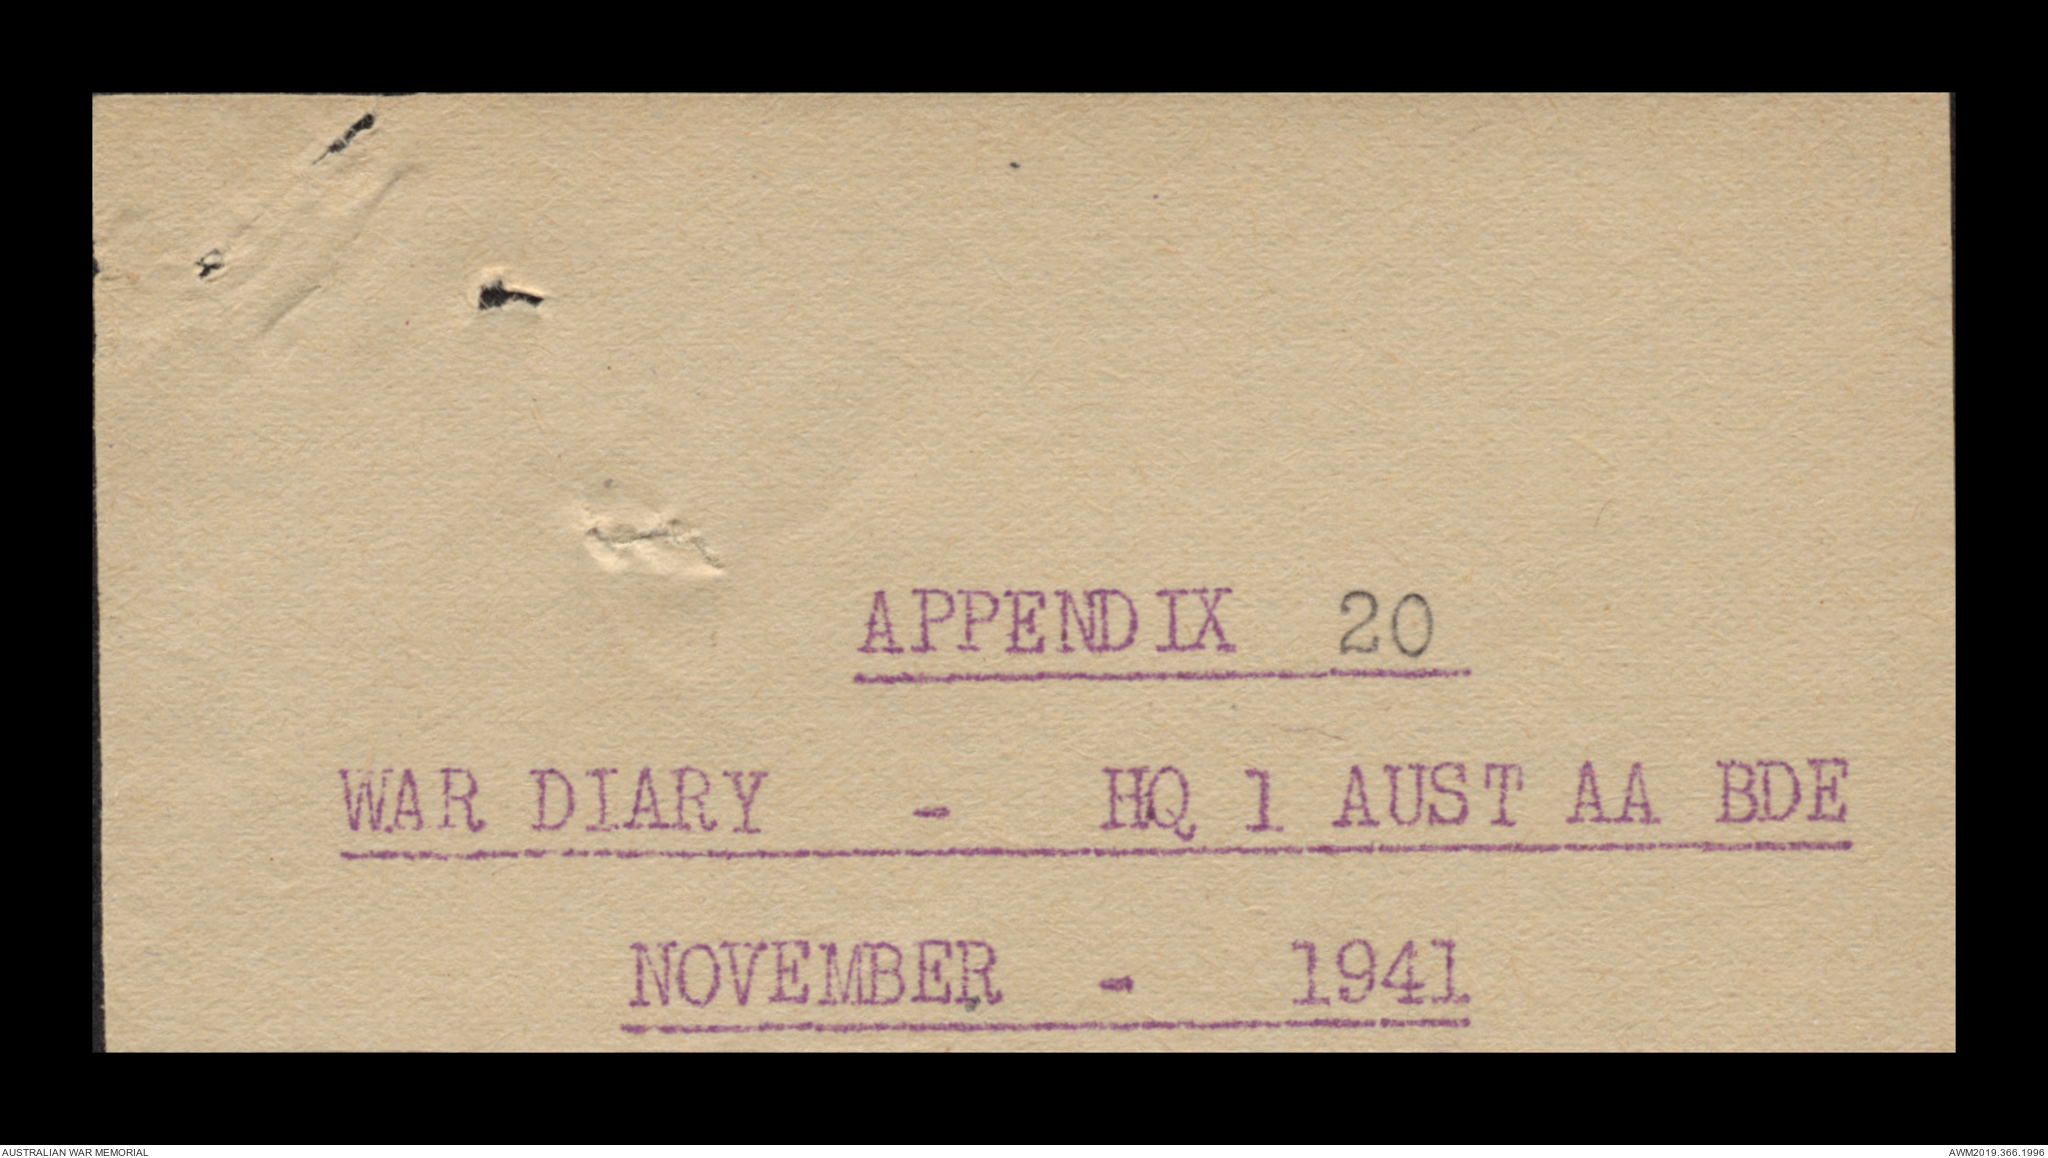 APPENDIX 20
WAR DIARY - HQ 1 AUST AA BDE
NOVEMBER - 1941
AUSTRALIAN WAR MEMORIAL
AWM2019.366.1996